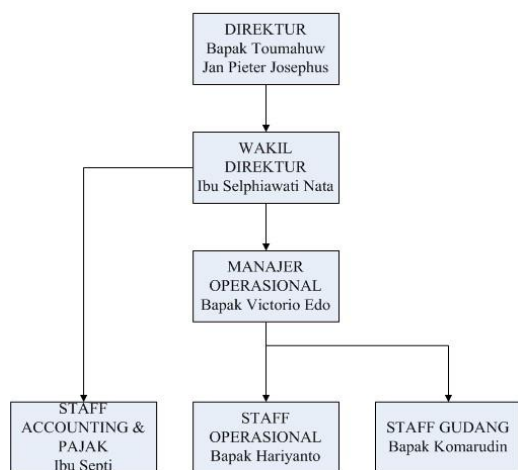 DIREKTUR
Bapak Toumahuw
Jan Pieter Josephus
WAKIL
DIREKTUR
Ibu Selphiawati Nata
MANAJER
OPERASIONAL
Bapak Victorio Edo
STAFF
ACCOUNTING &
PAJAK
Ibu Septi
STAFF
OPERASIONAL
Bapak Hariyanto
STAFF GUDANG
Bapak Komarudin